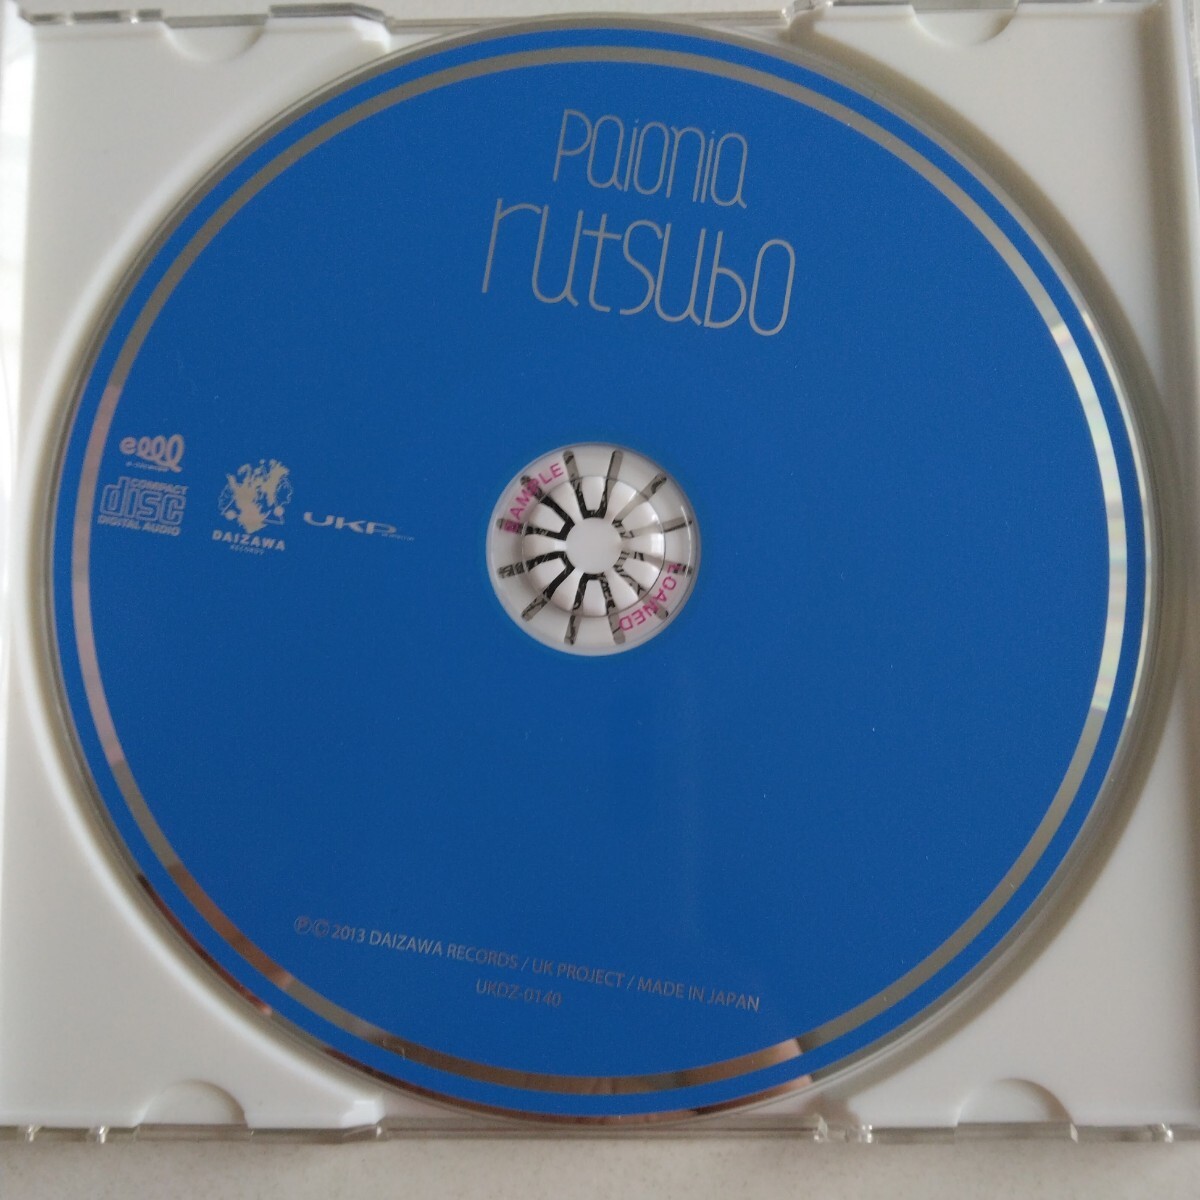 paionia
rutsubo
SAMPLE
LOANED
COMPACT
disc
DIGITAL AUDIO
DAIZAWA
RECORDS
UKP
Ⓟ©2013 DAIZAWA RECORDS / UK PROJECT / MADE IN JAPAN
UKDZ-0140